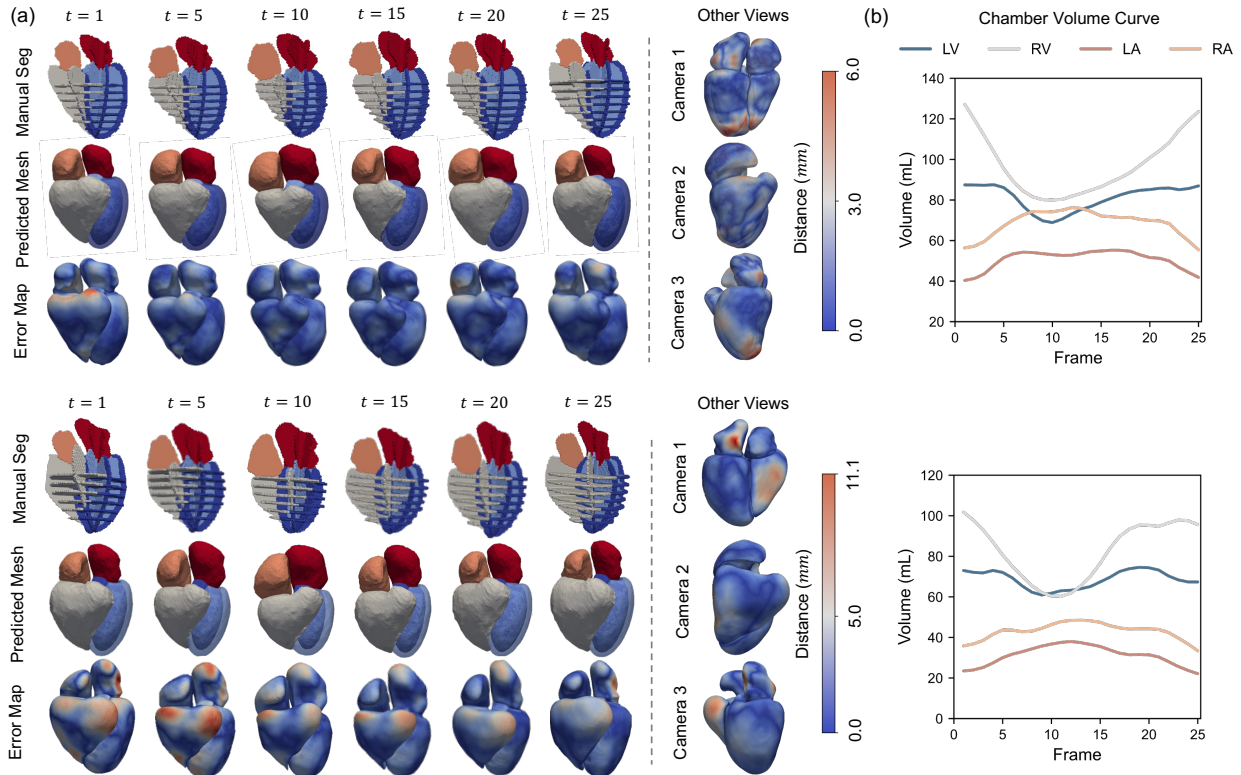 (a)
t = 1 t = 5 t = 10 t = 15 t = 20 t = 25
Manual Seg
Predicted Mesh
Error Map
Other Views
Camera 1
Camera 2
Camera 3
6.0
3.0
0.0
Distance (mm)
(b)
Chamber Volume Curve
LV RV LA RA
140
120
100
80
60
40
20
Volume (mL)
0 5 10 15 20 25
Frame
t = 1 t = 5 t = 10 t = 15 t = 20 t = 25
Manual Seg
Predicted Mesh
Error Map
Other Views
Camera 1
Camera 2
Camera 3
11.1
5.0
0.0
Distance (mm)
120
100
80
60
40
20
0
Volume (mL)
0 5 10 15 20 25
Frame